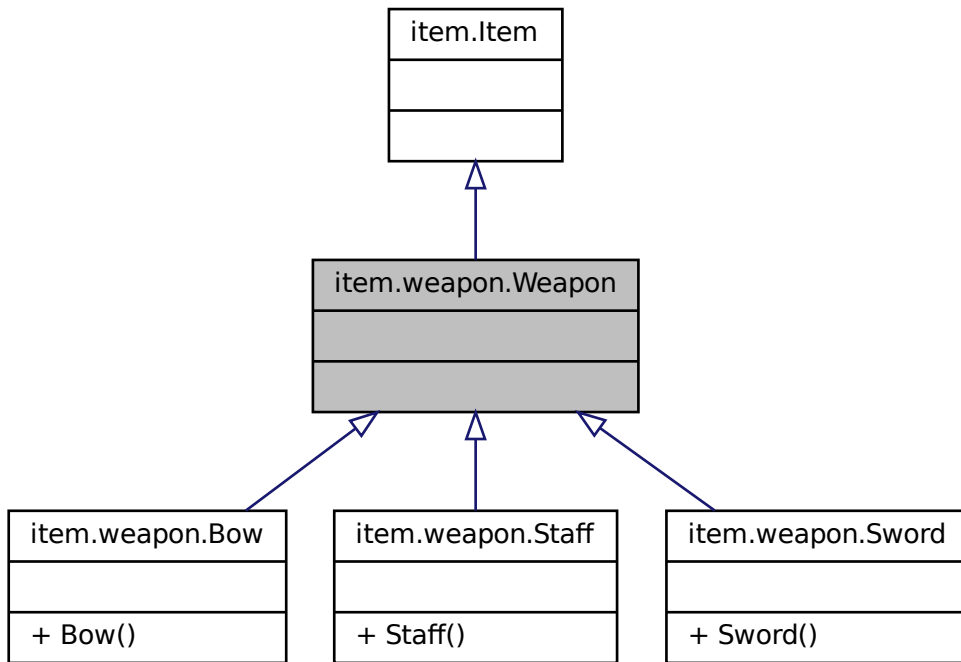 item.Item
item.weapon.Weapon
item.weapon.Bow
+ Bow()
item.weapon.Staff
+ Staff()
item.weapon.Sword
+ Sword()